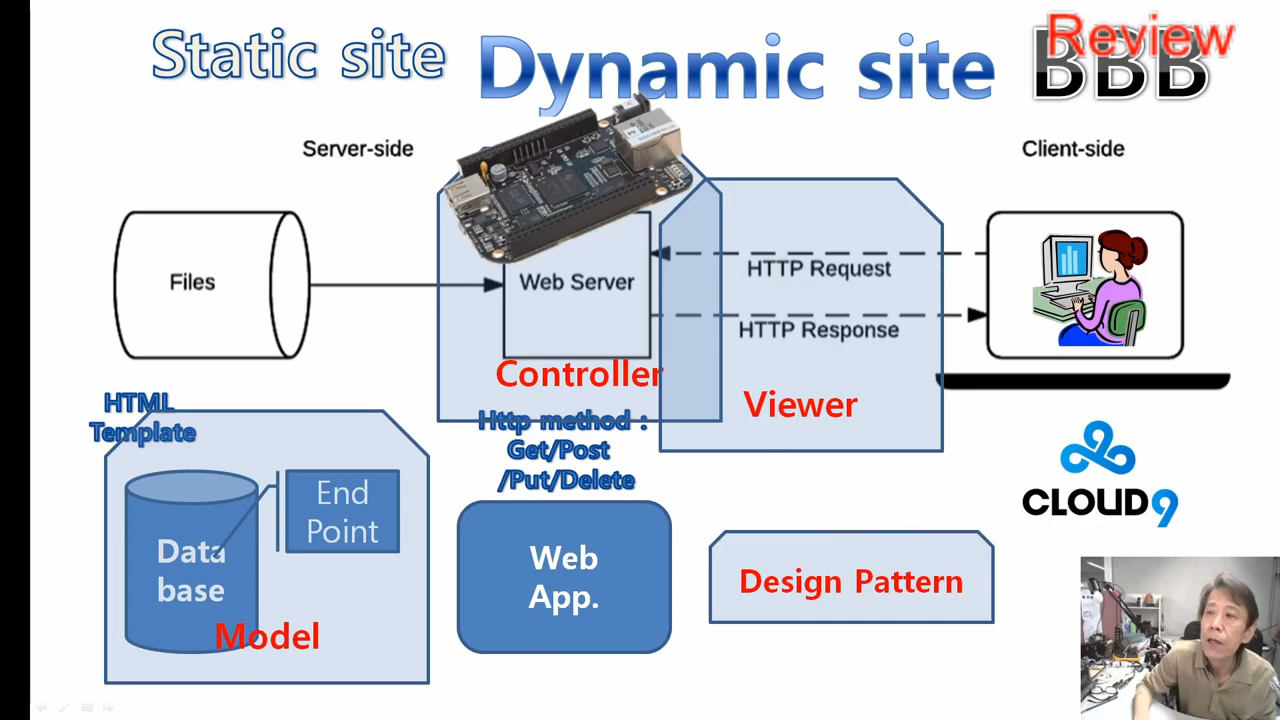 Static site
Dynamic site
BBB
Review
Server-side
Client-side
Files
Web Server
HTTP Request
HTTP Response
Controller
Viewer
HTML
Template
Http method :
Get/Post
/Put/Delete
End
Point
Data
base
Model
Web
App.
Design Pattern
CLOUD9